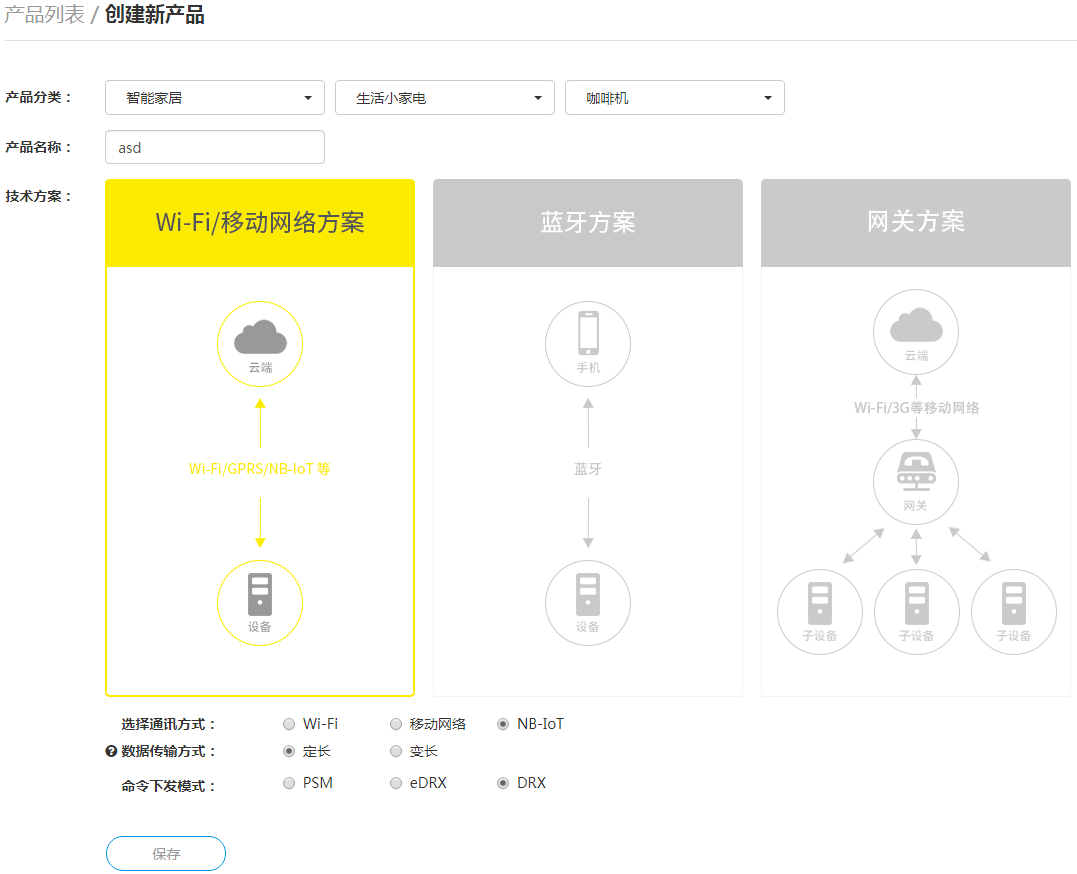 产品列表 / 创建新产品
产品分类： 智能家居 生活小家电 咖啡机
产品名称： asd
技术方案：
Wi-Fi/移动网络方案
云端
Wi-Fi/GPRS/NB-IoT 等
设备
蓝牙方案
手机
蓝牙
设备
网关方案
云端
Wi-Fi/3G等移动网络
网关
子设备 子设备 子设备
选择通讯方式： Wi-Fi 移动网络 NB-IoT
数据传输方式： 定长 变长
命令下发模式： PSM eDRX DRX
保存